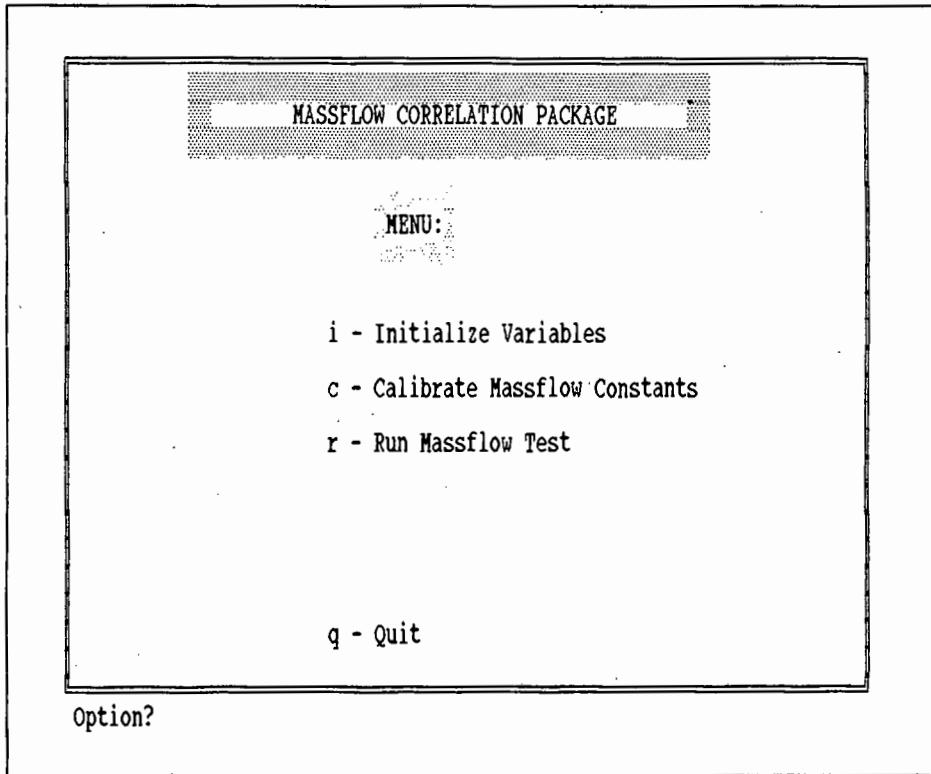 MASSFLOW CORRELATION PACKAGE
MENU:
i - Initialize Variables
c - Calibrate Massflow Constants
r - Run Massflow Test
q - Quit
Option?